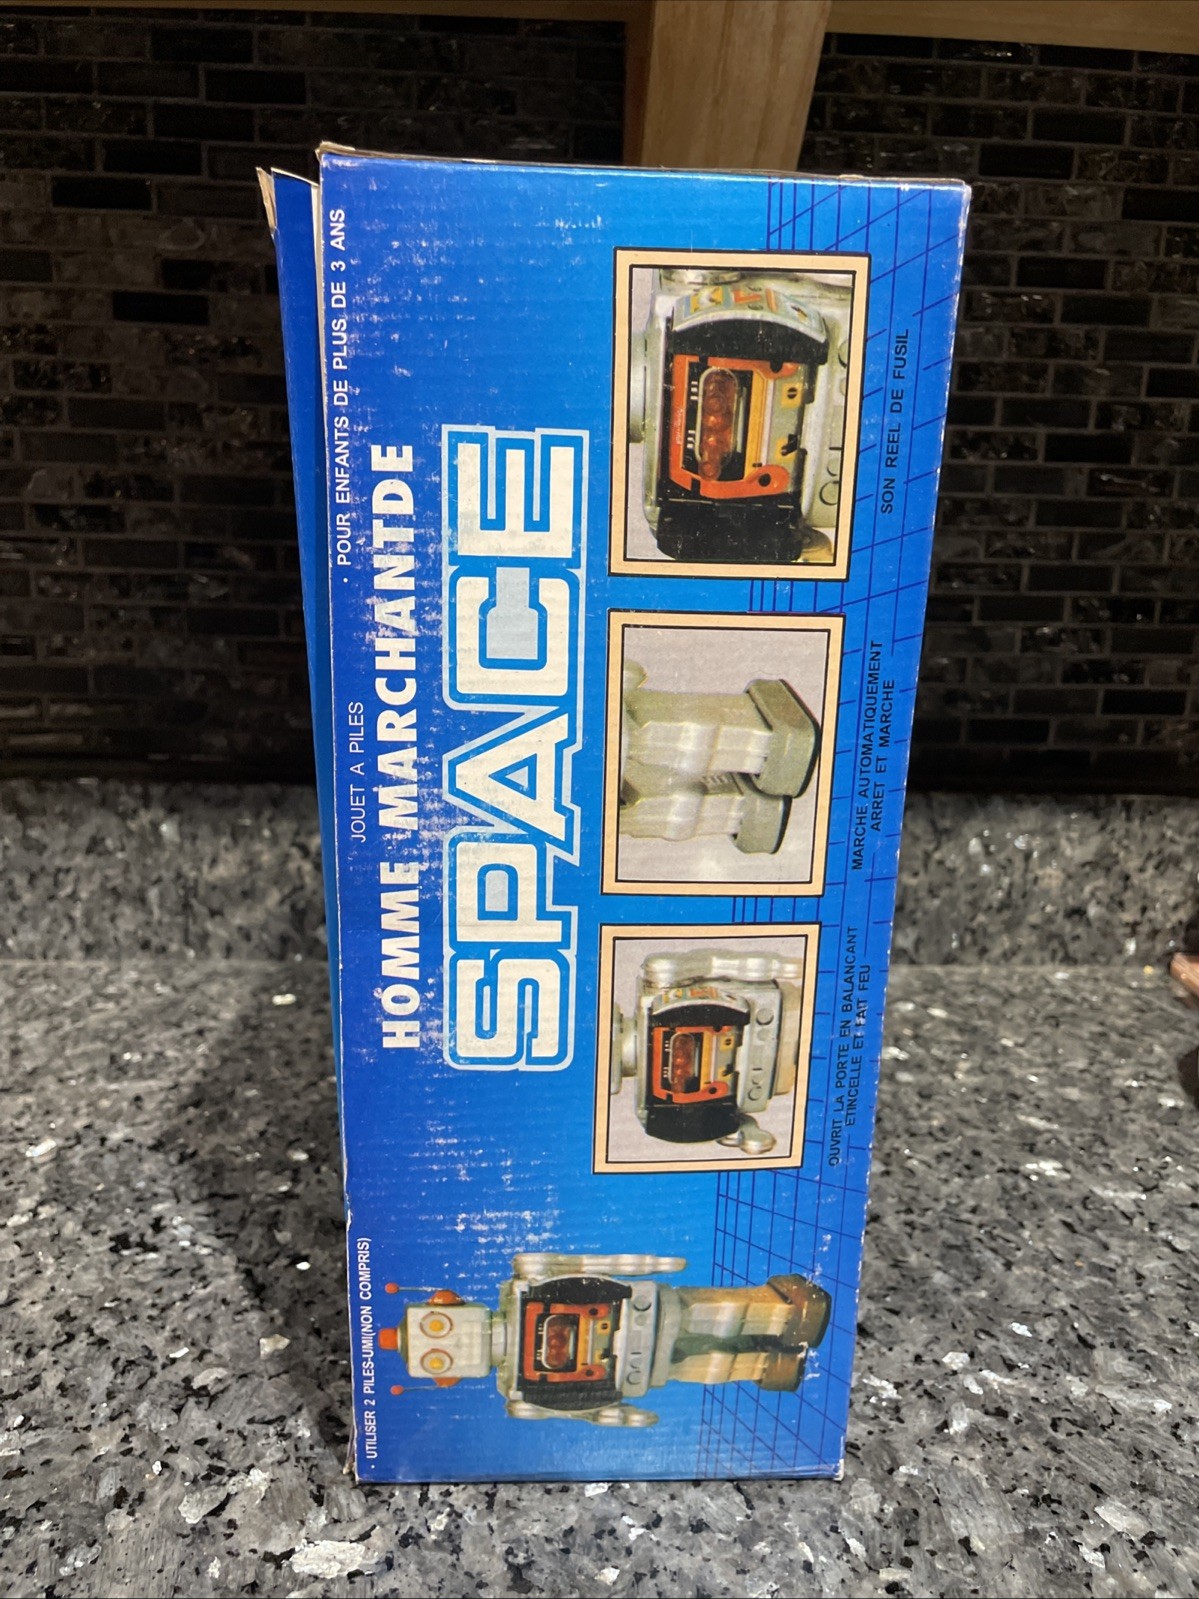 · UTILISER 2 PILES-UM1(NON COMPRIS)
JOUET A PILES
· POUR ENFANTS DE PLUS DE 3 ANS
HOMME MARCHANTDE
SPACE
OUVRIT LA PORTE EN BALANCANT
ETINCELLE ET FAIT FEU
MARCHE AUTOMATIQUEMENT
ARRET ET MARCHE
SON REEL DE FUSIL